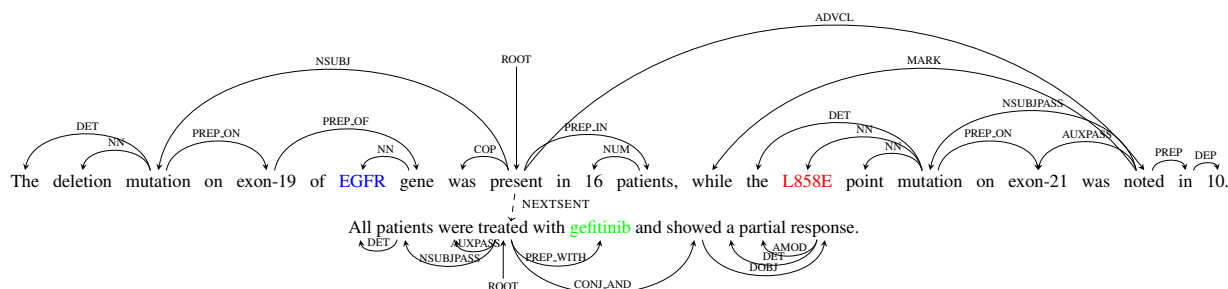 ADVCL
NSUBJ ROOT MARK
NSUBJPASS
DET PREP_ON PREP_OF PREP_IN DET PREP_ON AUXPASS
NN NN COP NUM NN NN PREP DEP
The deletion mutation on exon-19 of EGFR gene was present in 16 patients, while the L858E point mutation on exon-21 was noted in 10.
NEXTSENT
All patients were treated with gefitinib and showed a partial response.
DET AUXPASS AMOD
NSUBJPASS PREP_WITH DET
DOBJ
ROOT CONJ_AND